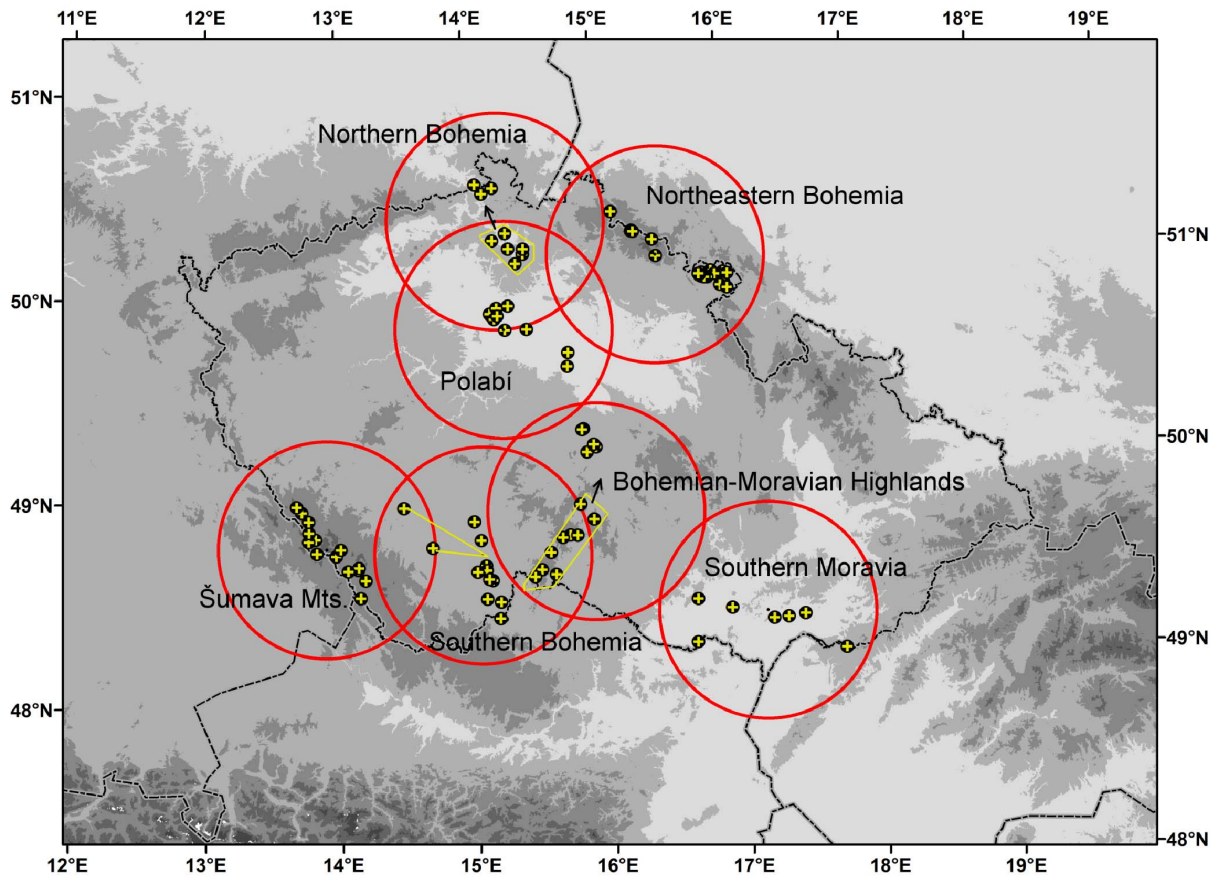 11°E 12°E 13°E 14°E 15°E 16°E 17°E 18°E 19°E
51°N
Northern Bohemia
Northeastern Bohemia
51°N
50°N
Polabí
50°N
Bohemian-Moravian Highlands
49°N
Southern Moravia
Šumava Mts.
Southern Bohemia
49°N
48°N
48°N
12°E 13°E 14°E 15°E 16°E 17°E 18°E 19°E